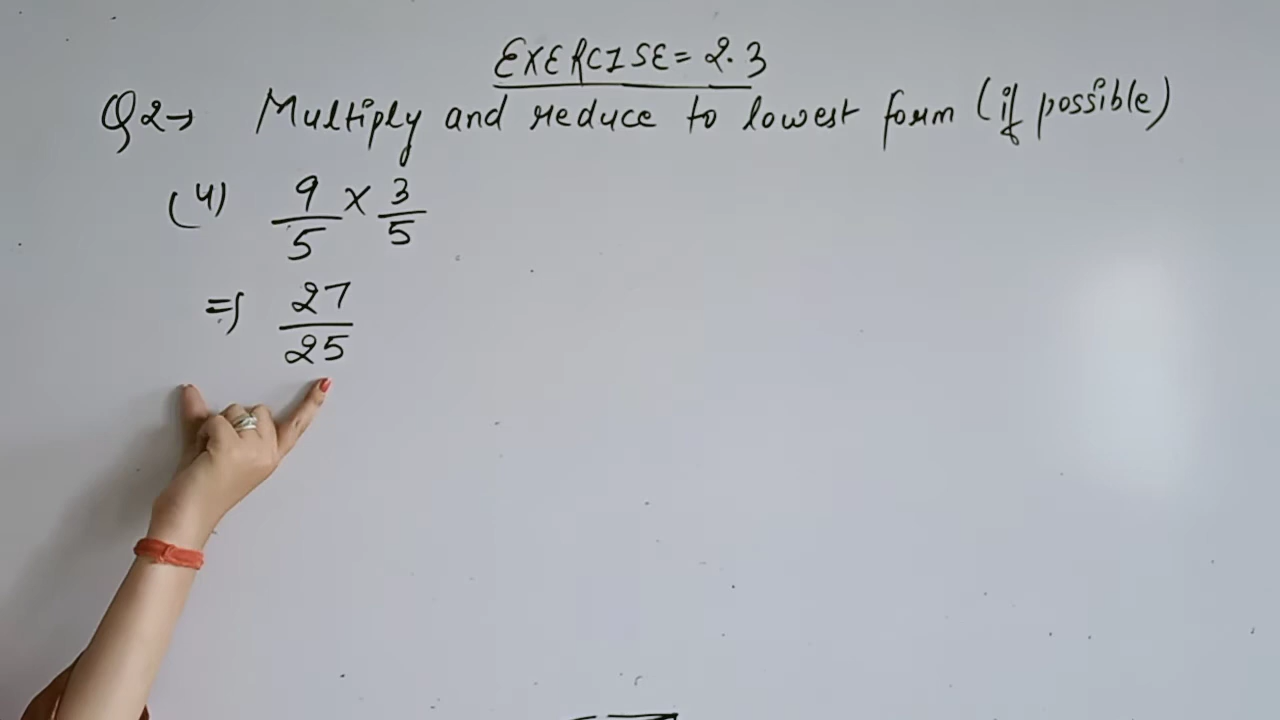 EXERCISE = 2.3
Q2→ Multiply and reduce to lowest form (if possible)
(4) 9/5 × 3/5
⇒ 27/25